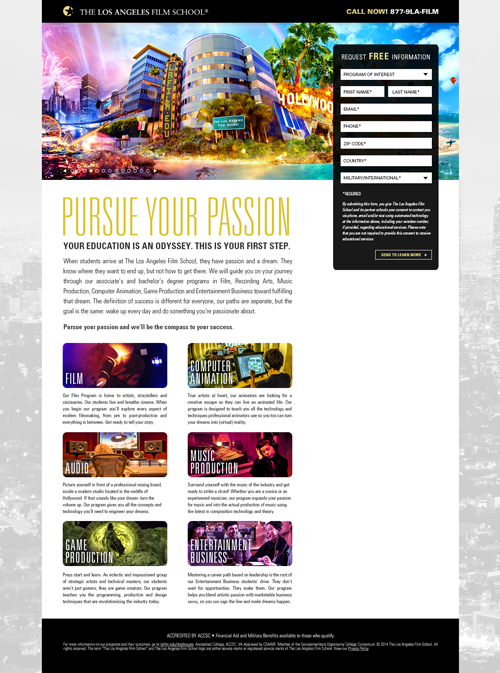 THE LOS ANGELES FILM SCHOOL®
CALL NOW! 877-9LA-FILM
HOLLYWOO
The Los Angeles
Film School
REQUEST FREE INFORMATION
PROGRAM OF INTEREST
FIRST NAME*
LAST NAME*
EMAIL*
PHONE*
ZIP CODE*
COUNTRY*
MILITARY/INTERNATIONAL*
*REQUIRED
By submitting this form, you give The Los Angeles Film
School and its partner schools your consent to contact you
via phone, email and/or text using automated technology
at the information above, including your wireless number,
if provided, regarding educational services. Please note
that you are not required to provide this consent to receive
educational services.
SEND TO LEARN MORE
PURSUE YOUR PASSION
YOUR EDUCATION IS AN ODYSSEY. THIS IS YOUR FIRST STEP.
When students arrive at The Los Angeles Film School, they have passion and a dream. They
know where they want to end up, but not how to get there. We will guide you on your journey
through our associate's and bachelor's degree programs in Film, Recording Arts, Music
Production, Computer Animation, Game Production and Entertainment Business toward fulfilling
that dream. The definition of success is different for everyone, our paths are separate, but the
goal is the same: wake up every day and do something you're passionate about.
Pursue your passion and we'll be the compass to your success.
FILM
Our Film Program is home to artists, storytellers and
visionaries. Our students live and breathe cinema. When
you begin our program you'll explore every aspect of
modern filmmaking, from pre to post-production and
everything in between. Get ready to tell your story.
COMPUTER
ANIMATION
True artists at heart, our animators are looking for a
creative escape so they can live an animated life. Our
program is designed to teach you all the technology and
techniques professional animators use so you too can turn
your dreams into (virtual) reality.
AUDIO
Picture yourself in front of a professional mixing board,
inside a modern studio located in the middle of
Hollywood. If that sounds like your dream- turn the
volume up. Our program gives you all the concepts and
technology you'll need to engineer your dreams.
MUSIC
PRODUCTION
Surround yourself with the music of the industry and get
ready to strike a chord! Whether you are a novice or an
experienced musician, our program expands your passion
for music and into the actual production of music using
the latest in composition technology and theory.
GAME
PRODUCTION
Press start and learn. As eclectic and impassioned group
of strategic artists and technical masters, our students
aren't just gamers, they are game creators. Our program
teaches you the programming, production and design
techniques that are revolutionizing the industry today.
ENTERTAINMENT
BUSINESS
Mastering a career path based on leadership is the root of
our Entertainment Business students' drive. They don't
wait for opportunities. They make them. Our program
helps you blend artistic passion with marketable business
savvy, so you can sign the line and make dreams happen.
ACCREDITED BY ACCSC • Financial Aid and Military Benefits available to those who qualify.
For more information on our programs and their outcomes, go to
Accredited College, ACCSC. VA-Approved by CSAAVE. Member of the Servicemembers Opportunity College Consortium. © 2014 The Los Angeles Film School. All
rights reserved. The term "The Los Angeles Film School" and The Los Angeles Film School logo are either service marks or registered service marks of The Los Angeles Film School. View our Privacy Policy